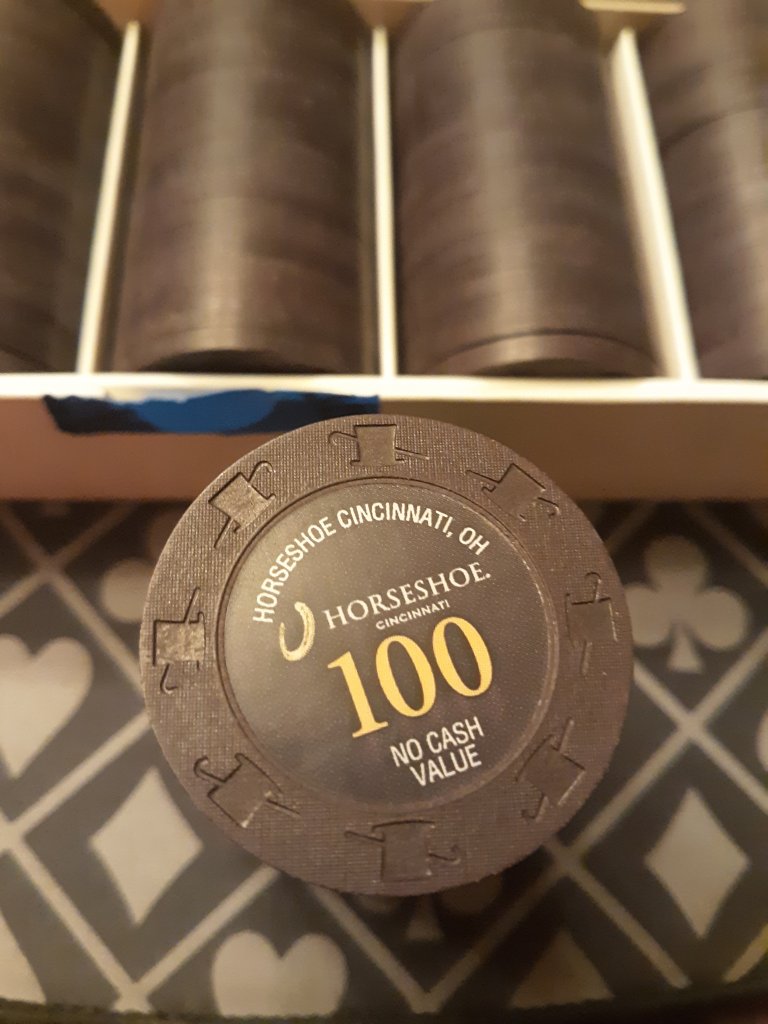 HORSESHOE CINCINNATI, OH
HORSESHOE.
CINCINNATI
100
NO CASH
VALUE